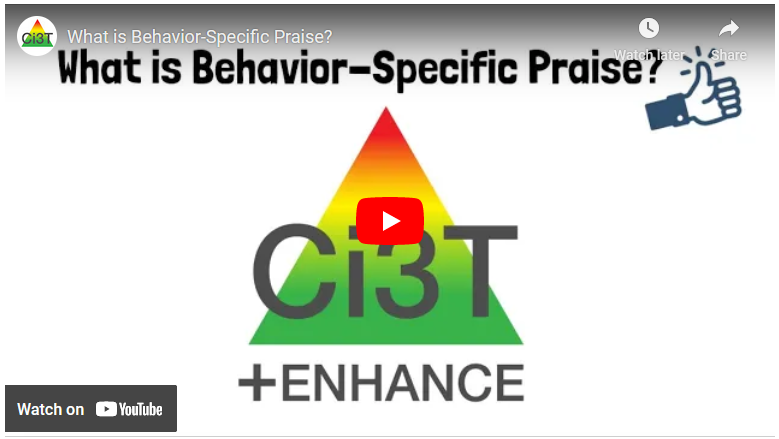 Ci3T
What is Behavior-Specific Praise?
Watch later
Share
What is Behavior-Specific Praise?
Ci3T
+ENHANCE
Watch on YouTube